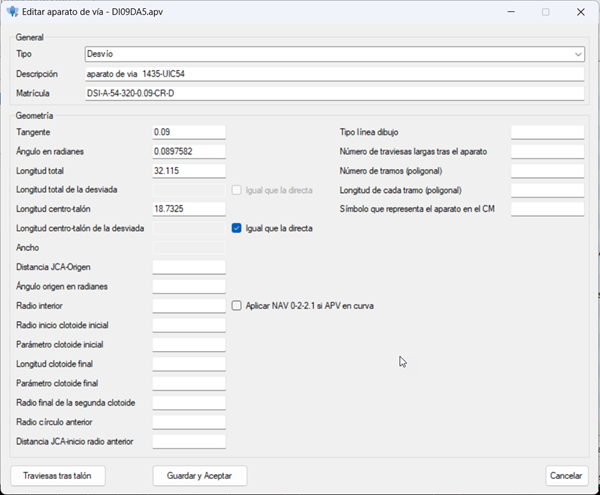 Editar aparato de vía - DI09DA5.apv
General
Tipo Desvío
Descripción aparato de via 1435-UIC54
Matrícula DSI-A-54-320-0.09-CR-D
Geometría
Tangente 0.09 Tipo línea dibujo
Ángulo en radianes 0.0897582 Número de traviesas largas tras el aparato
Longitud total 32.115 Número de tramos (poligonal)
Longitud total de la desviada Igual que la directa Longitud de cada tramo (poligonal)
Longitud centro-talón 18.7325 Símbolo que representa el aparato en el CM
Longitud centro-talón de la desviada Igual que la directa
Ancho
Distancia JCA-Origen
Ángulo origen en radianes
Radio interior Aplicar NAV 0-2-2.1 si APV en curva
Radio inicio clotoide inicial
Parámetro clotoide inicial
Longitud clotoide final
Parámetro clotoide final
Radio final de la segunda clotoide
Radio círculo anterior
Distancia JCA-inicio radio anterior
Traviesas tras talón Guardar y Aceptar Cancelar